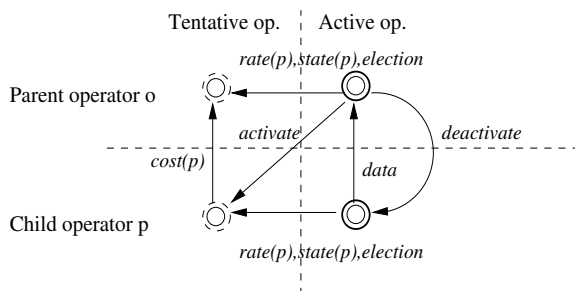 Tentative op. Active op.
rate(p),state(p),election
Parent operator o
activate
deactivate
cost(p)
data
Child operator p
rate(p),state(p),election